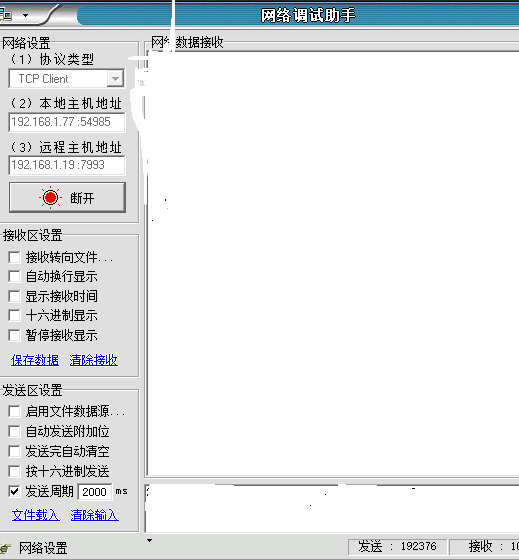 网络调试助手
网络设置
（1）协议类型
TCP Client
（2）本地主机地址
192.168.1.77 :54985
（3）远程主机地址
192.168.1.19 :7993
断开
接收区设置
接收转向文件...
自动换行显示
显示接收时间
十六进制显示
暂停接收显示
保存数据 清除接收
发送区设置
启用文件数据源...
自动发送附加位
发送完自动清空
按十六进制发送
发送周期 2000 ms
文件载入 清除输入
网络数据接收
网络设置
发送 : 192376
接收 : 10